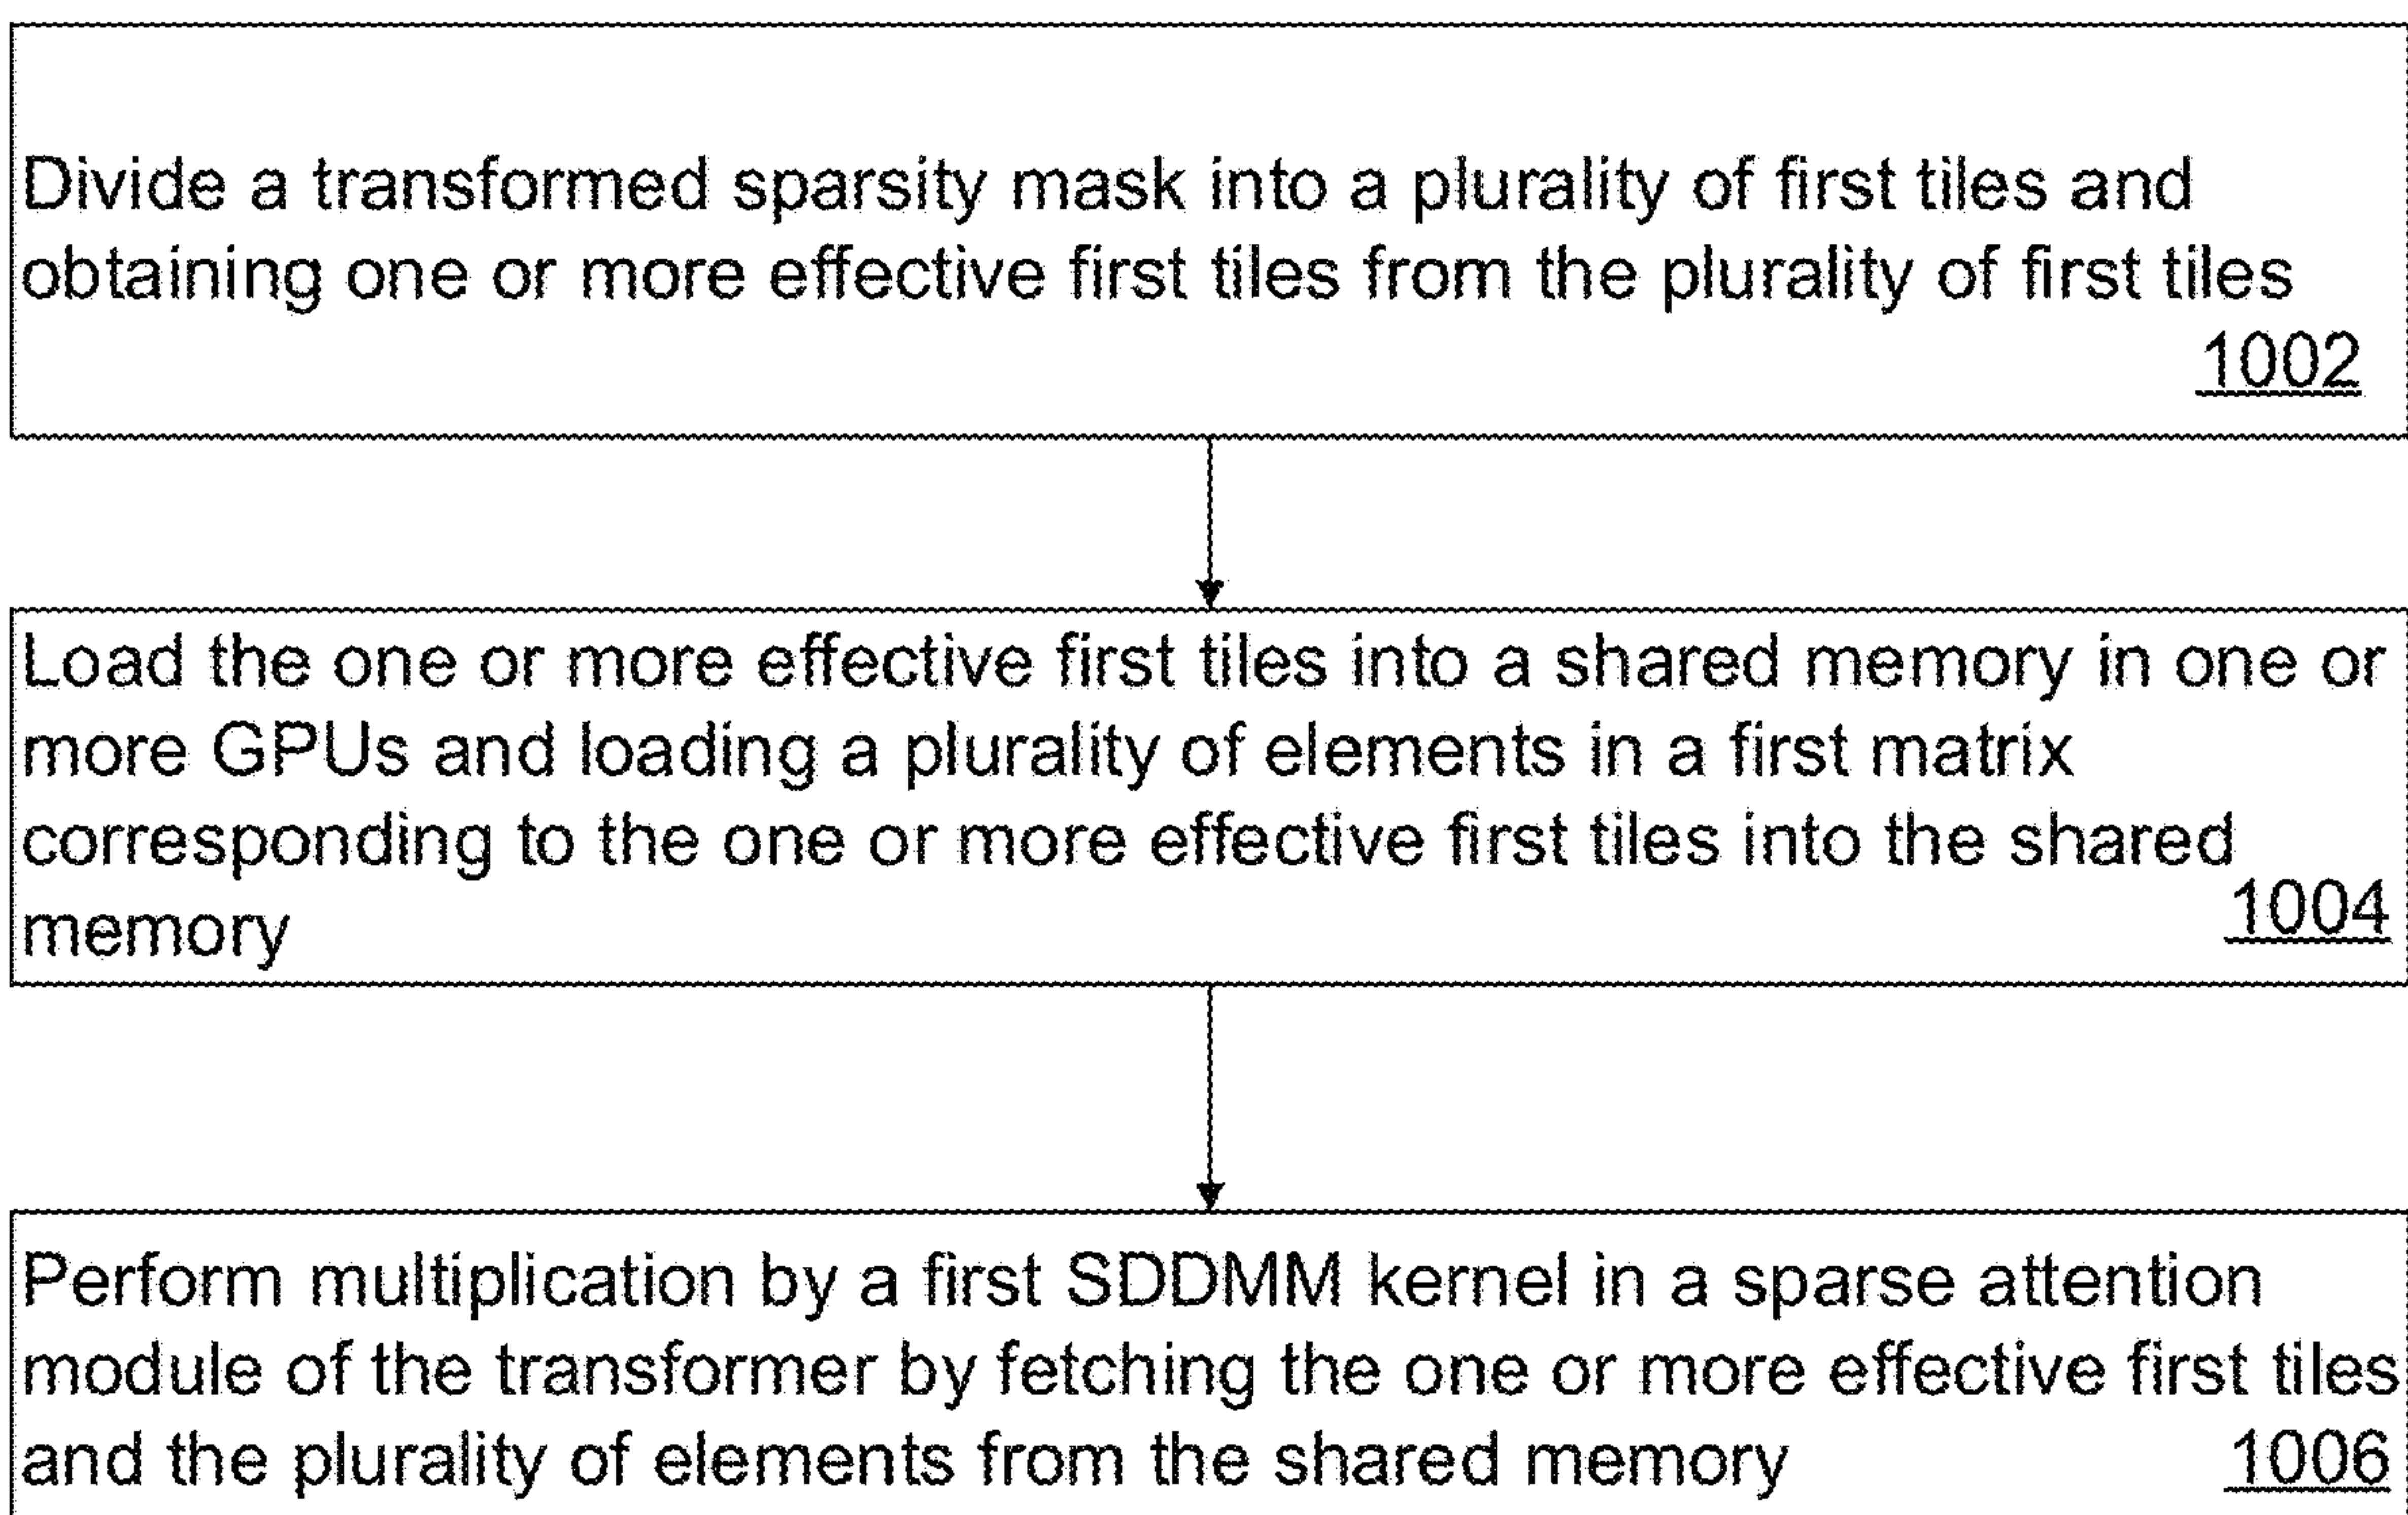 Divide a transformed sparsity mask into a plurality of first tiles and
obtaining one or more effective first tiles from the plurality of first tiles
1002
Load the one or more effective first tiles into a shared memory in one or
more GPUs and loading a plurality of elements in a first matrix
corresponding to the one or more effective first tiles into the shared
memory 1004
Perform multiplication by a first SDDMM kernel in a sparse attention
module of the transformer by fetching the one or more effective first tiles
and the plurality of elements from the shared memory 1006